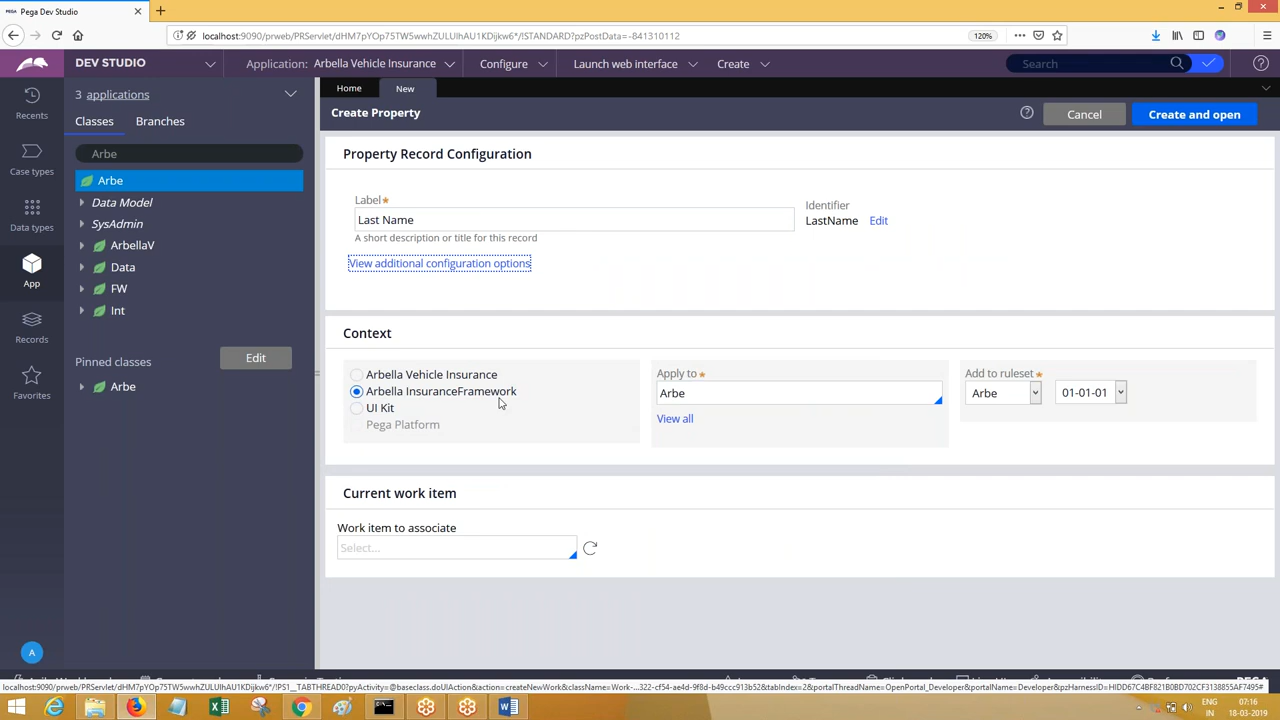 PEGA Pega Dev Studio
localhost:9090/prweb/PRServlet/dHM7pYOp75TW5wwhZULUlhAU1KDijkw6*/!STANDARD?pzPostData=-841310112
120%
DEV STUDIO
Application: Arbella Vehicle Insurance
Configure
Launch web interface
Create
Search
3 applications
Home
New
Recents
Classes
Branches
Create Property
Cancel
Create and open
Arbe
Property Record Configuration
Case types
Arbe
Data Model
Label*
Identifier
Data types
SysAdmin
Last Name
LastName Edit
ArbellaV
A short description or title for this record
App
Data
View additional configuration options
FW
Int
Records
Context
Pinned classes
Edit
Arbella Vehicle Insurance
Apply to *
Add to ruleset *
Favorites
Arbe
Arbella InsuranceFramework
Arbe
Arbe
01-01-01
UI Kit
View all
Pega Platform
Current work item
Work item to associate
Select...
A
07:16
ENG
IN
18-03-2019